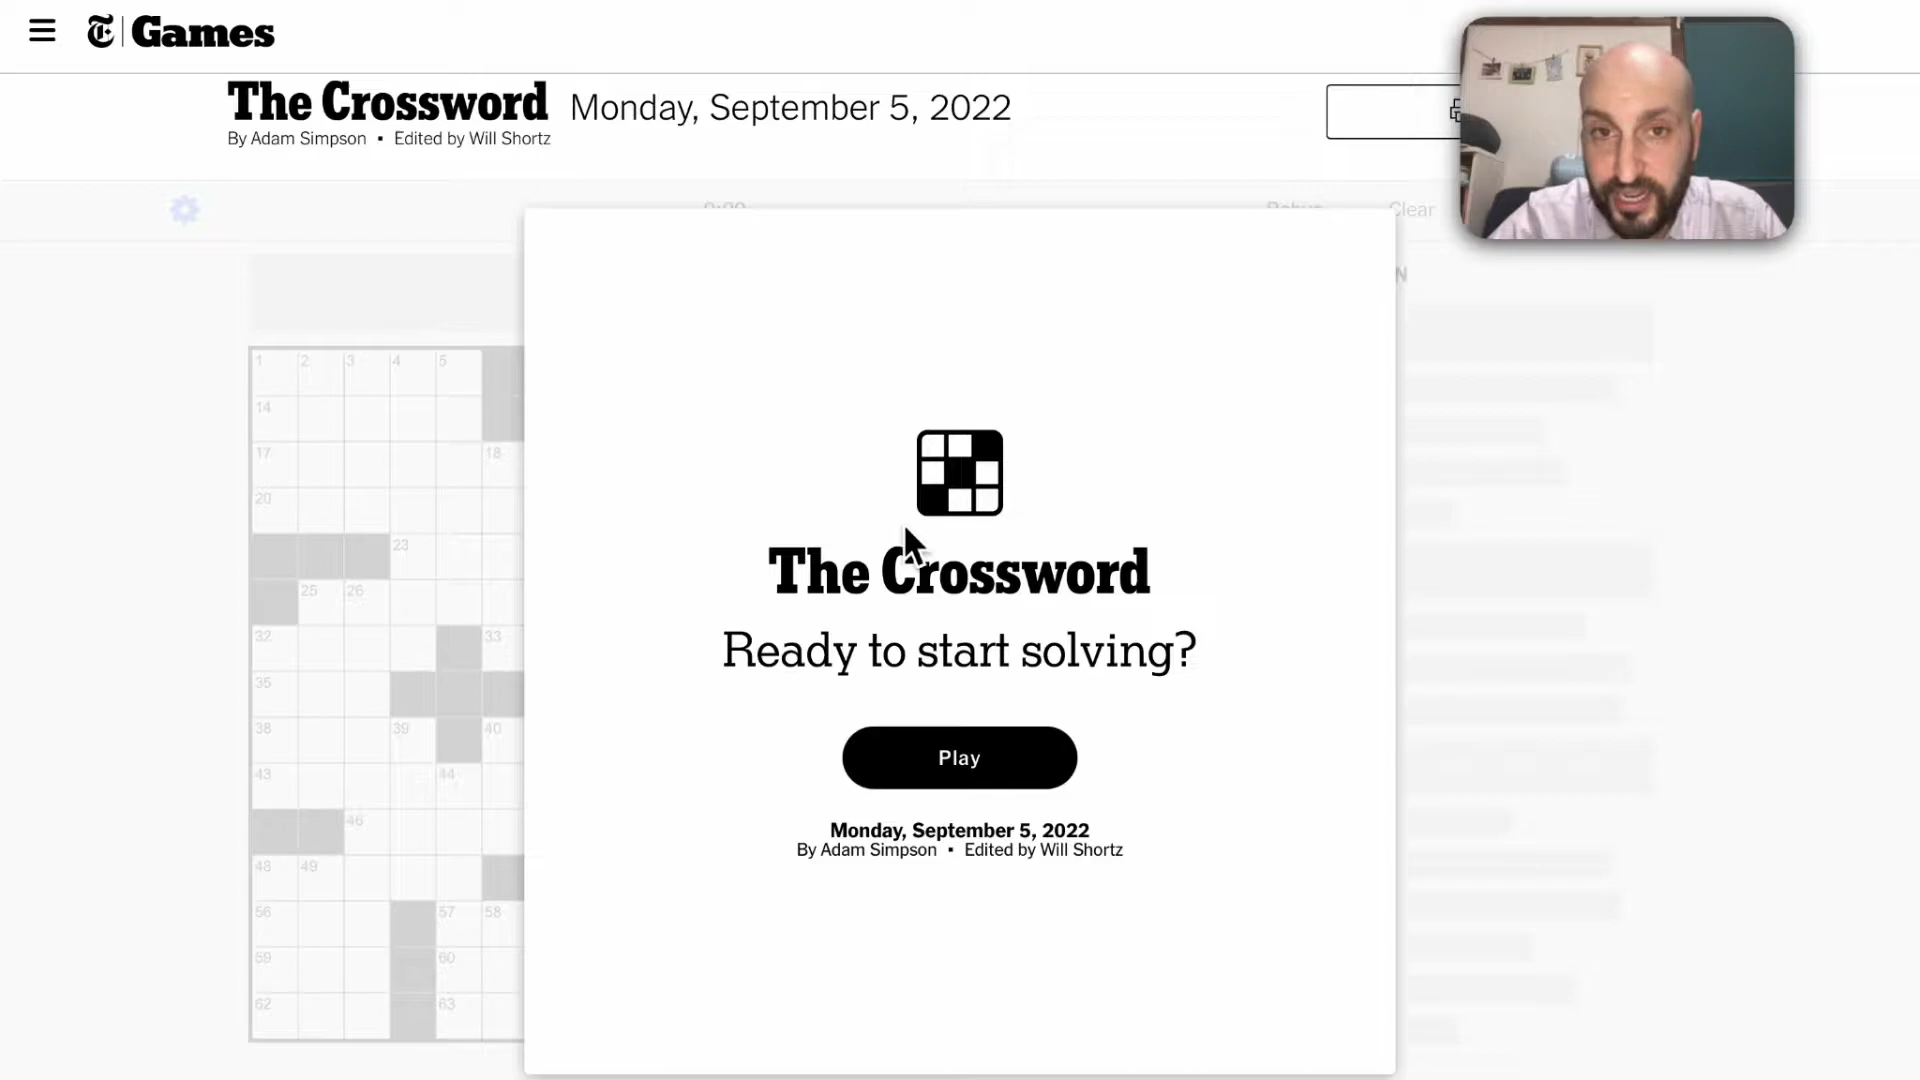 T Games
The Crossword Monday, September 5, 2022
By Adam Simpson ▪ Edited by Will Shortz
Clear
1 2 3 4 5
14
17 18
20
23
25 26
32 33
35
38 39 40
43 44
46
48 49
56 57 58
59 60
62 63
The Crossword
Ready to start solving?
Play
Monday, September 5, 2022
By Adam Simpson ▪ Edited by Will Shortz